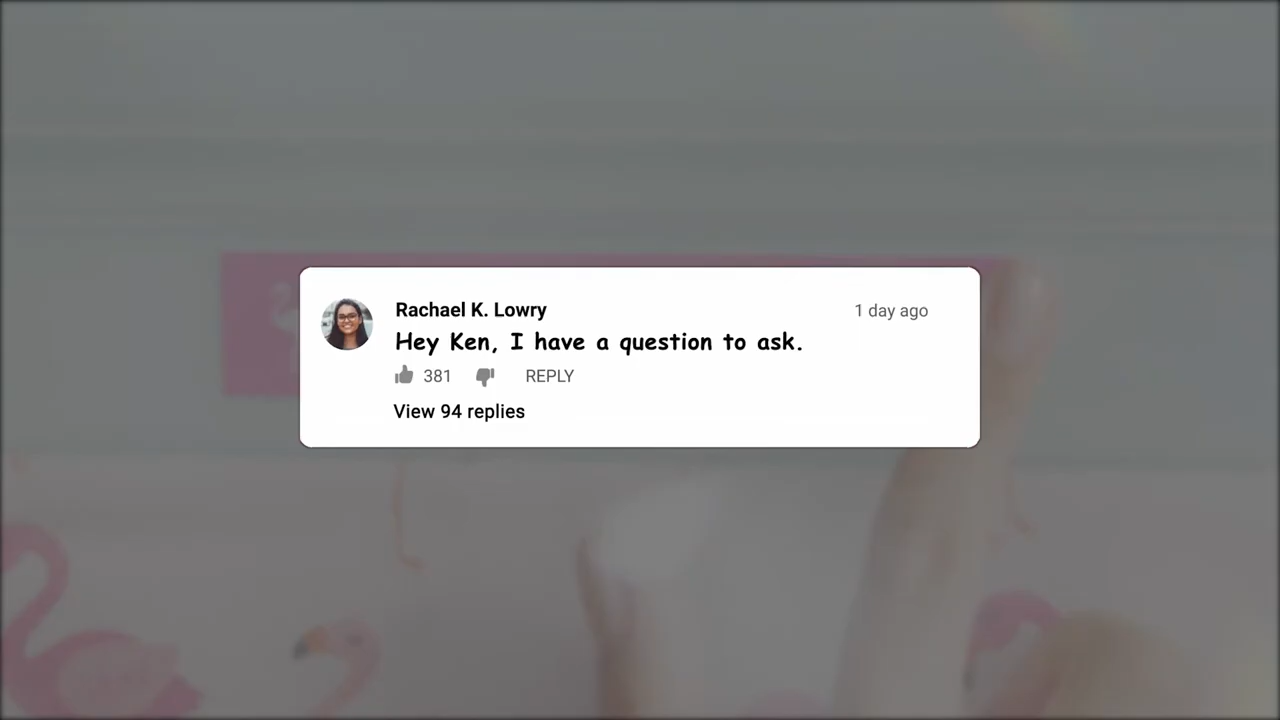 Rachael K. Lowry
1 day ago
Hey Ken, I have a question to ask.
381
REPLY
View 94 replies